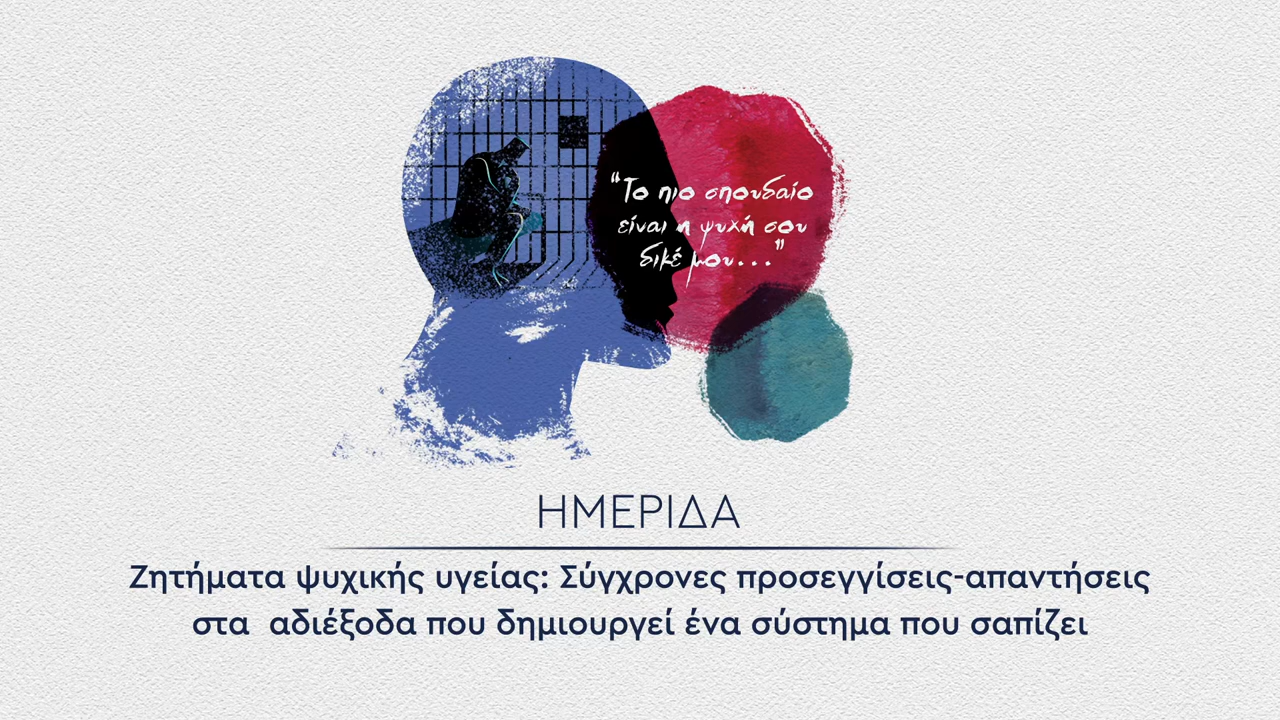 “Το πιο σπουδαίο
είναι η ψυχή σου
δικέ μου..."
ΗΜΕΡΙΔΑ
Ζητήματα ψυχικής υγείας: Σύγχρονες προσεγγίσεις-απαντήσεις
στα αδιέξοδα που δημιουργεί ένα σύστημα που σαπίζει